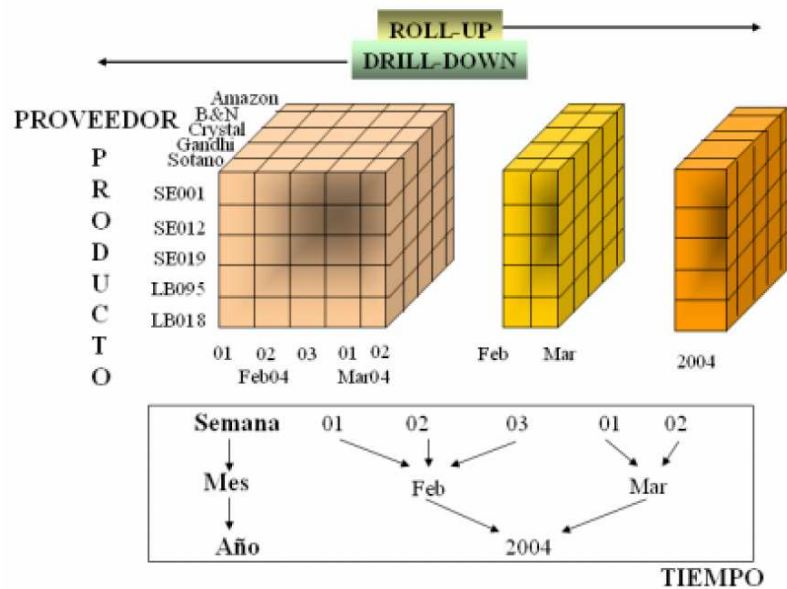 ROLL-UP
DRILL-DOWN
PROVEEDOR
Amazon
B&N
Crystal
Gandhi
Sotano
PRODUCTO
SE001
SE012
SE019
LB095
LB018
01 02 03 01 02
Feb04 Mar04
Feb Mar
2004
Semana 01 02 03 01 02
Mes Feb Mar
Año 2004
TIEMPO